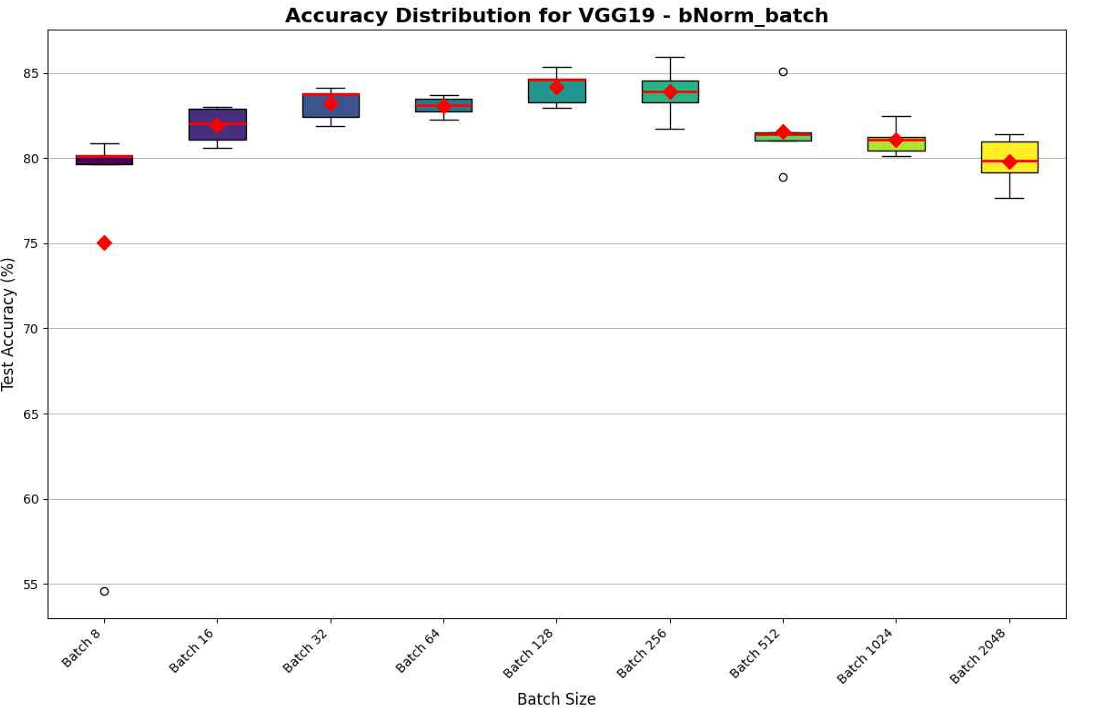 Accuracy Distribution for VGG19 - bNorm_batch
Test Accuracy (%)
85
80
75
70
65
60
55
Batch 8
Batch 16
Batch 32
Batch 64
Batch 128
Batch 256
Batch 512
Batch 1024
Batch 2048
Batch Size